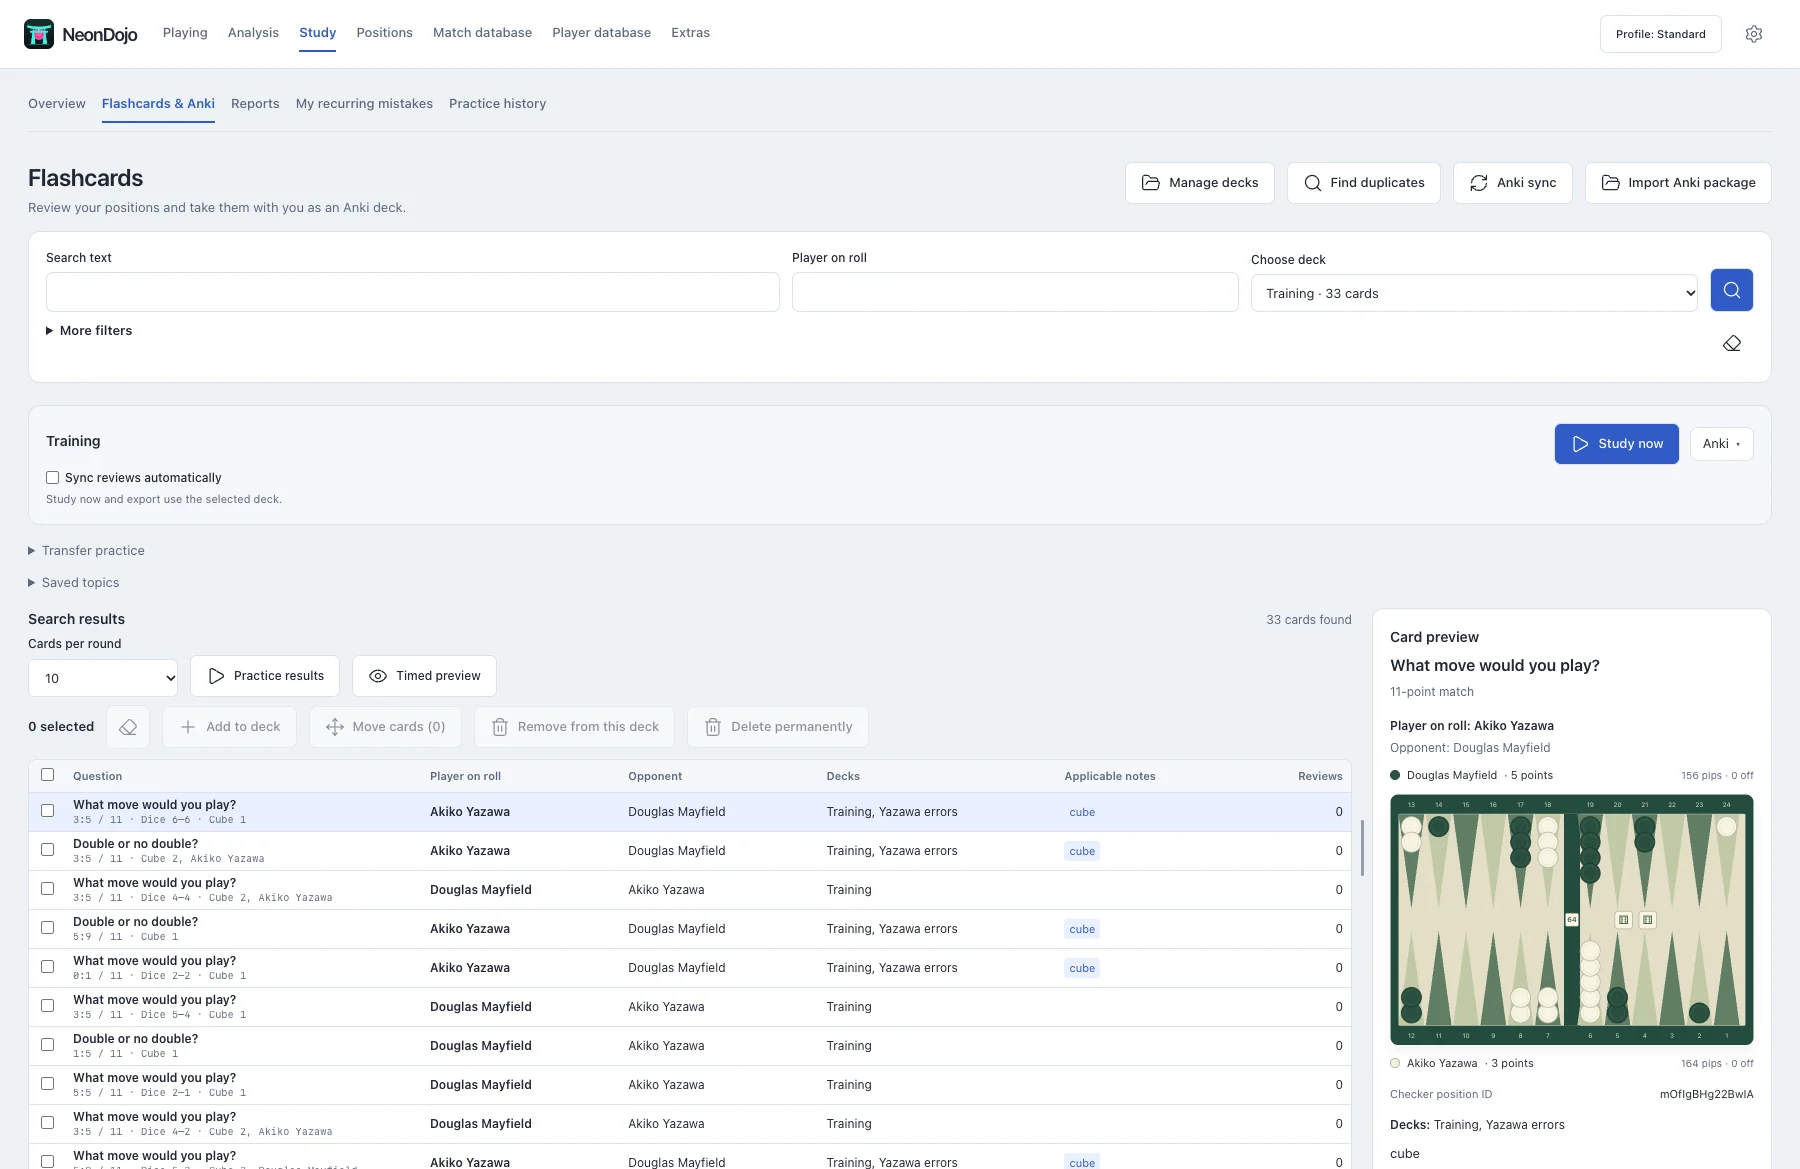 NeonDojo Playing Analysis Study Positions Match database Player database Extras Profile: Standard
Overview Flashcards & Anki Reports My recurring mistakes Practice history
Flashcards
Review your positions and take them with you as an Anki deck.
Manage decks Find duplicates Anki sync Import Anki package
Search text Player on roll Choose deck
Training · 33 cards
More filters
Training
Study now Anki
Sync reviews automatically
Study now and export use the selected deck.
Transfer practice
Saved topics
Search results 33 cards found
Cards per round
10 Practice results Timed preview
0 selected Add to deck Move cards (0) Remove from this deck Delete permanently
Question Player on roll Opponent Decks Applicable notes Reviews
What move would you play? Akiko Yazawa Douglas Mayfield Training, Yazawa errors cube 0
3:5 / 11 · Dice 6–6 · Cube 1
Double or no double? Akiko Yazawa Douglas Mayfield Training, Yazawa errors cube 0
3:5 / 11 · Cube 2, Akiko Yazawa
What move would you play? Douglas Mayfield Akiko Yazawa Training 0
3:5 / 11 · Dice 4–4 · Cube 2, Akiko Yazawa
Double or no double? Akiko Yazawa Douglas Mayfield Training, Yazawa errors cube 0
5:9 / 11 · Cube 1
What move would you play? Akiko Yazawa Douglas Mayfield Training, Yazawa errors cube 0
0:1 / 11 · Dice 2–2 · Cube 1
What move would you play? Douglas Mayfield Akiko Yazawa Training 0
3:5 / 11 · Dice 5–4 · Cube 1
Double or no double? Douglas Mayfield Akiko Yazawa Training 0
1:5 / 11 · Cube 1
What move would you play? Douglas Mayfield Akiko Yazawa Training 0
5:5 / 11 · Dice 2–1 · Cube 1
What move would you play? Douglas Mayfield Akiko Yazawa Training 0
3:5 / 11 · Dice 4–2 · Cube 2, Akiko Yazawa
What move would you play? Akiko Yazawa Douglas Mayfield Training, Yazawa errors cube 0
Card preview
What move would you play?
11-point match
Player on roll: Akiko Yazawa
Opponent: Douglas Mayfield
Douglas Mayfield · 5 points 156 pips · 0 off
13 14 15 16 17 18 19 20 21 22 23 24
64
12 11 10 9 8 7 6 5 4 3 2 1
Akiko Yazawa · 3 points 164 pips · 0 off
Checker position ID
Decks: Training, Yazawa errors
cube